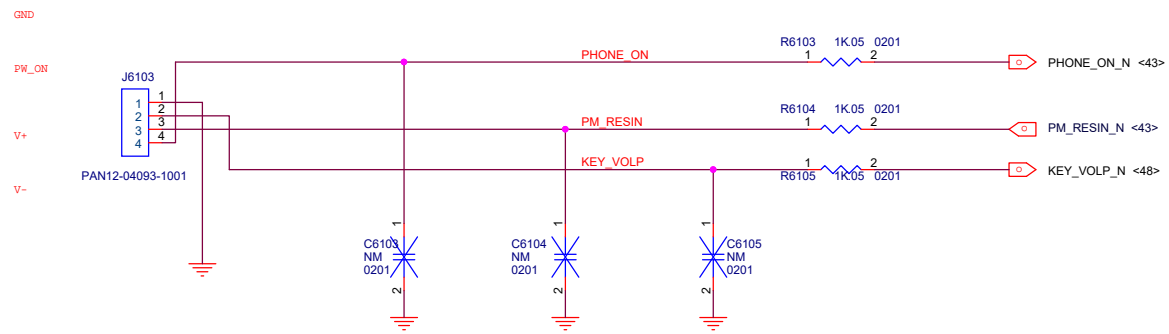 GND
PHONE_ON
R6103 1K.05 0201
1 2
PHONE_ON_N <43>
PW_ON
J6103
1 1
2 2
3 3
4 4
PAN12-04093-1001
V+
V-
PM_RESIN
R6104 1K.05 0201
1 2
PM_RESIN_N <43>
KEY_VOLP
1 2
R6105 1K.05 0201
KEY_VOLP_N <48>
1
C6103
NM
0201
2
1
C6104
NM
0201
2
1
C6105
NM
0201
2